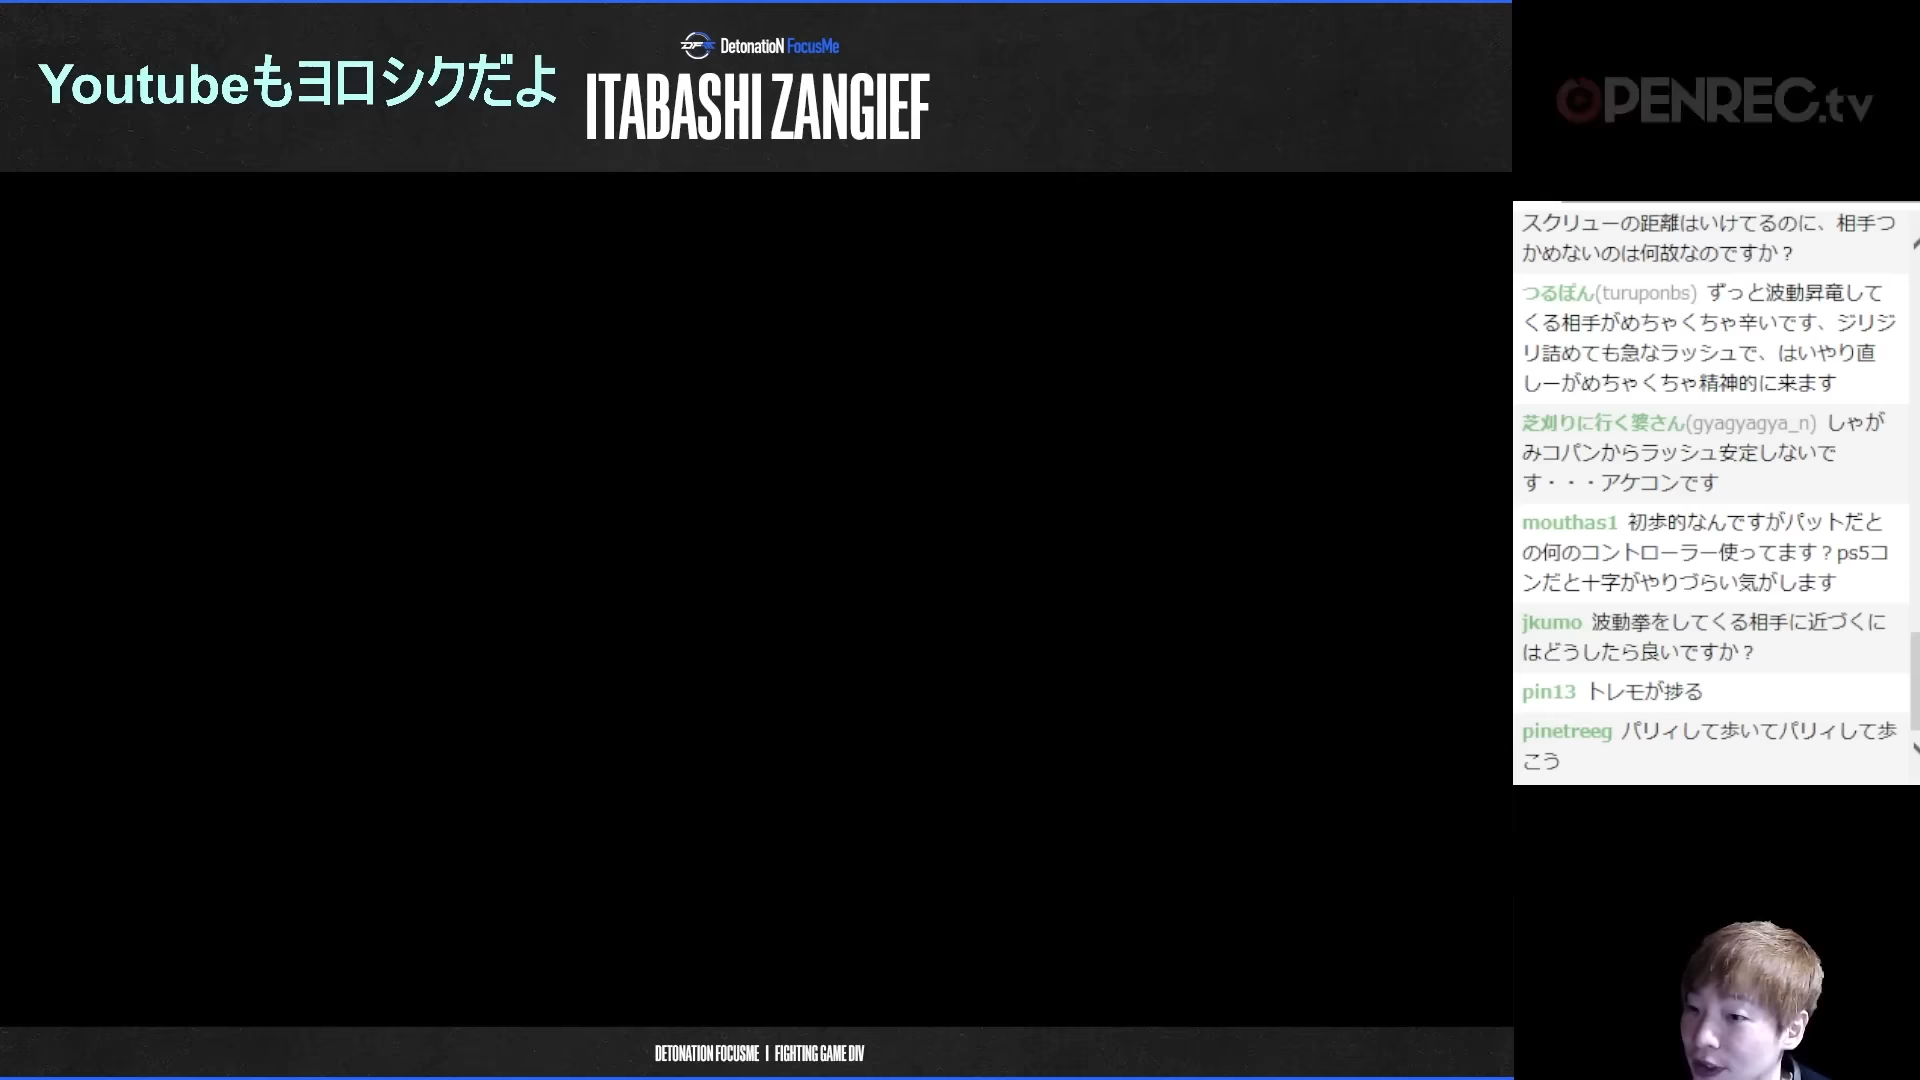 Youtubeもヨロシクだよ
DetonatioN FocusMe
ITABASHI ZANGIEF
OPENREC.tv
スクリューの距離はいけてるのに、相手つ
かめないのは何故なのですか？
つるぽん(turuponbs) ずっと波動昇竜して
くる相手がめちゃくちゃ辛いです、ジリジ
リ詰めても急なラッシュで、はいやり直
しーがめちゃくちゃ精神的に来ます
芝刈りに行く婆さん(gyagyagya_n) しゃが
みコパンからラッシュ安定しないで
す・・・アケコンです
mouthas1 初歩的なんですがパットだと
の何のコントローラー使ってます？ps5コ
ンだと十字がやりづらい気がします
jkumo 波動拳をしてくる相手に近づくに
はどうしたら良いですか？
pin13 トレモが捗る
pinetreeg パリィして歩いてパリィして歩
こう
DETONATION FOCUSME | FIGHTING GAME DIV